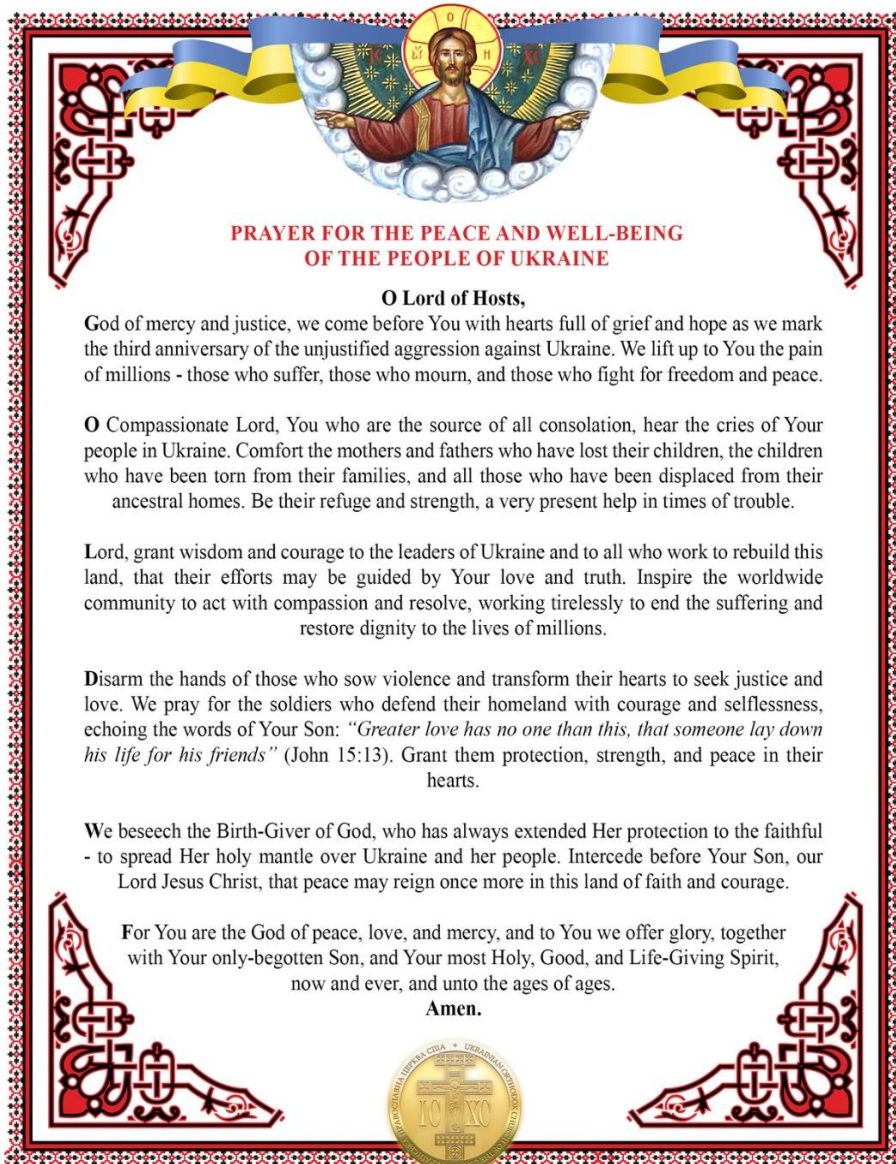 Ο
ὤ Η
IC XC
PRAYER FOR THE PEACE AND WELL-BEING
OF THE PEOPLE OF UKRAINE
O Lord of Hosts,
God of mercy and justice, we come before You with hearts full of grief and hope as we mark
the third anniversary of the unjustified aggression against Ukraine. We lift up to You the pain
of millions - those who suffer, those who mourn, and those who fight for freedom and peace.
O Compassionate Lord, You who are the source of all consolation, hear the cries of Your
people in Ukraine. Comfort the mothers and fathers who have lost their children, the children
who have been torn from their families, and all those who have been displaced from their
ancestral homes. Be their refuge and strength, a very present help in times of trouble.
Lord, grant wisdom and courage to the leaders of Ukraine and to all who work to rebuild this
land, that their efforts may be guided by Your love and truth. Inspire the worldwide
community to act with compassion and resolve, working tirelessly to end the suffering and
restore dignity to the lives of millions.
Disarm the hands of those who sow violence and transform their hearts to seek justice and
love. We pray for the soldiers who defend their homeland with courage and selflessness,
echoing the words of Your Son: “Greater love has no one than this, that someone lay down
his life for his friends” (John 15:13). Grant them protection, strength, and peace in their
hearts.
We beseech the Birth-Giver of God, who has always extended Her protection to the faithful
- to spread Her holy mantle over Ukraine and her people. Intercede before Your Son, our
Lord Jesus Christ, that peace may reign once more in this land of faith and courage.
For You are the God of peace, love, and mercy, and to You we offer glory, together
with Your only-begotten Son, and Your most Holy, Good, and Life-Giving Spirit,
now and ever, and unto the ages of ages.
Amen.
ПРАВОСЛАВНА ЦЕРКВА США • UKRAINIAN ORTHODOX CHURCH
IC XC